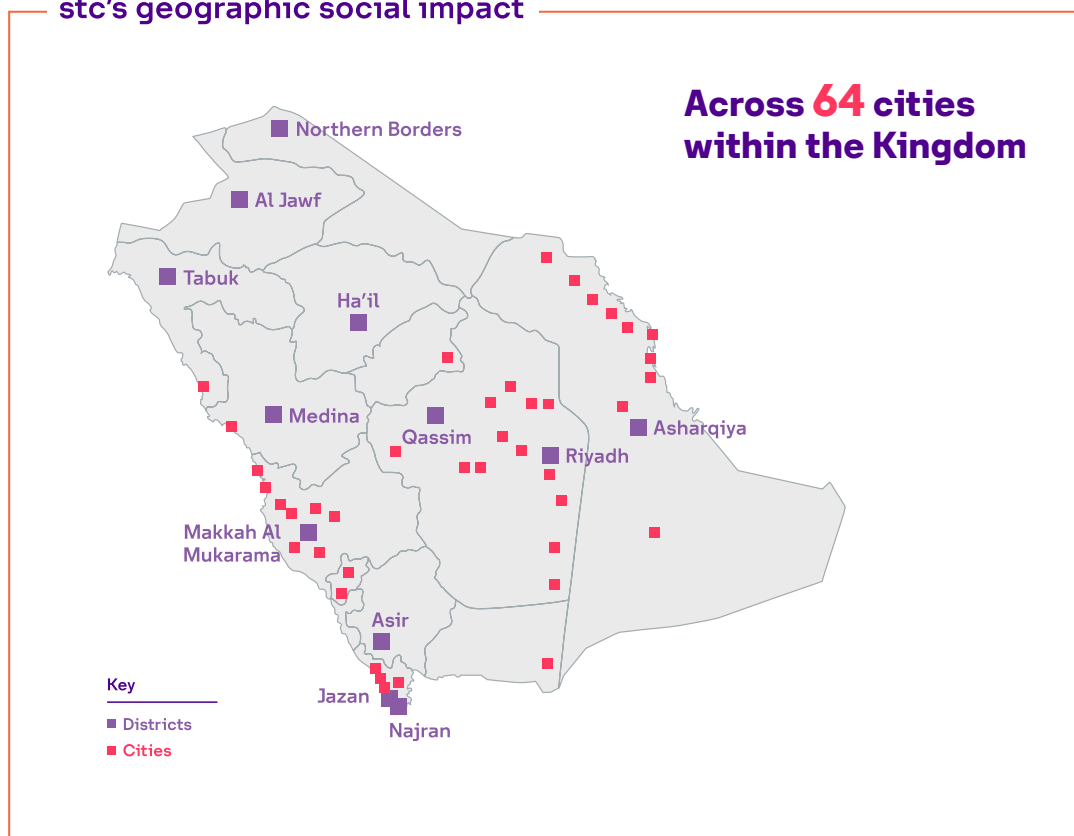 stc's geographic social impact
Across 64 cities
within the Kingdom
Northern Borders
Al Jawf
Tabuk
Ha'il
Medina
Qassim
Asharqiya
Riyadh
Makkah Al
Mukarama
Asir
Jazan
Najran
Key
Districts
Cities